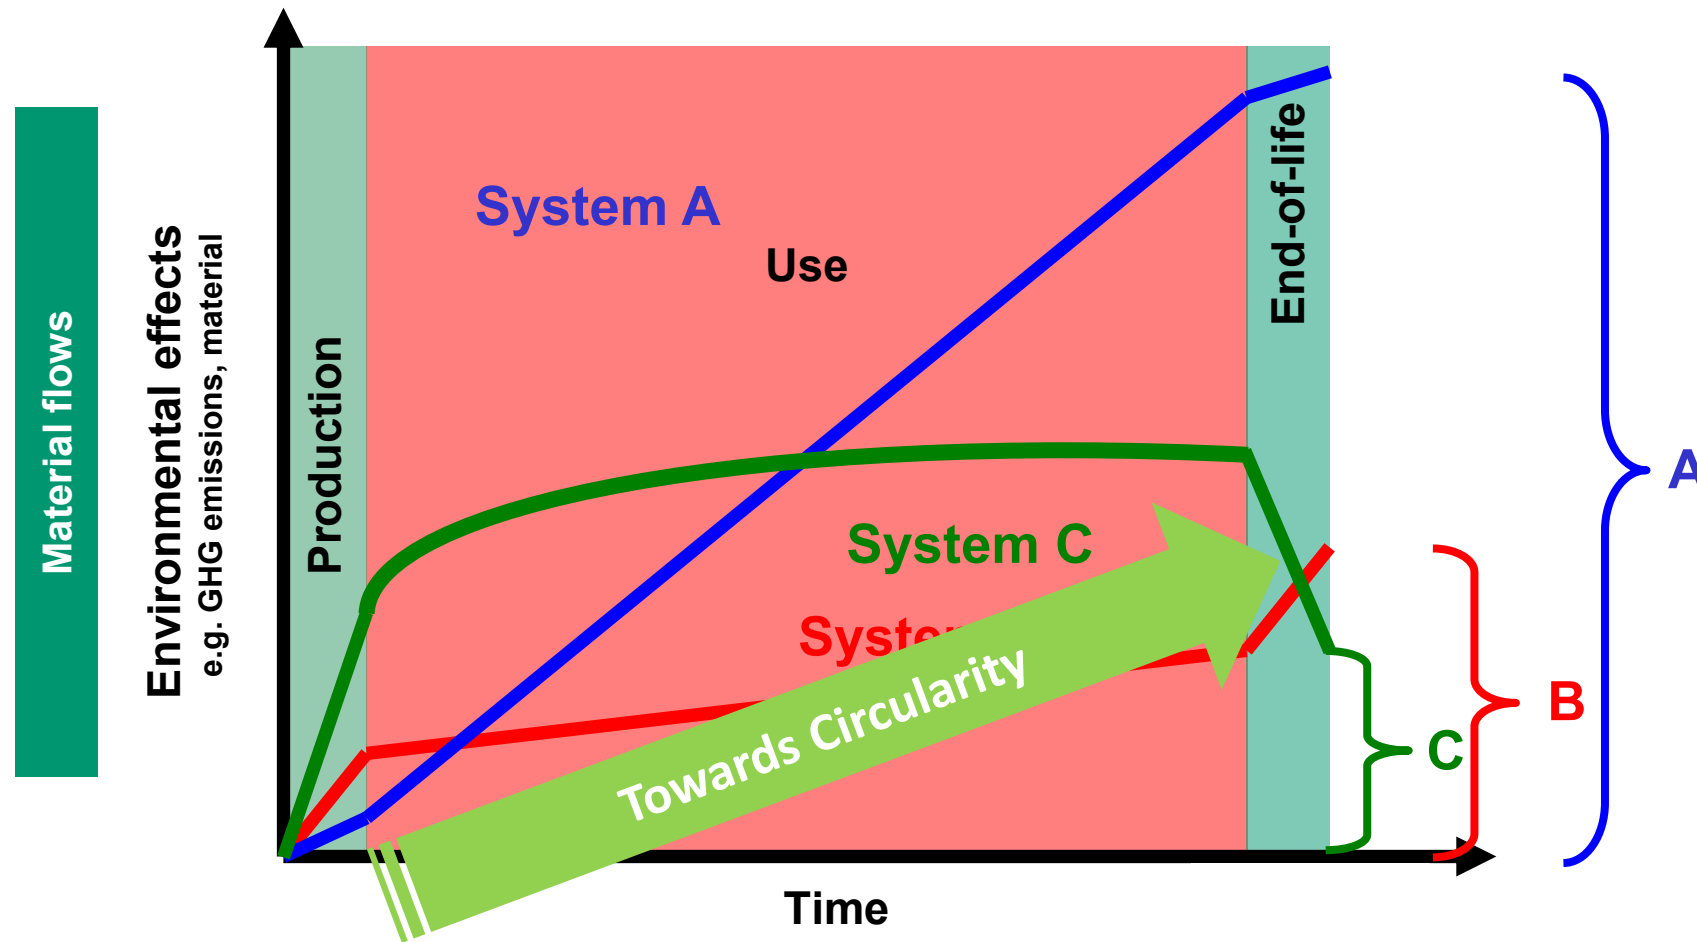 Material flows
Environmental effects
e.g. GHG emissions, material
Production
System A
Use
End-of-life
System C
Towards Circularity
A
B
C
Time